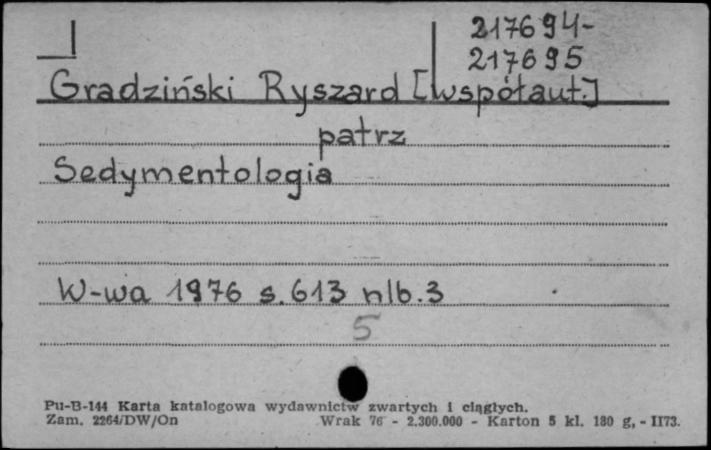 217694-
217695
Gradziński Ryszard [współaut.]
patrz
Sedymentologia
W-wa 1976 s. 613 nlb. 3
5
Pu-B-144 Karta katalogowa wydawnictw zwartych i ciągłych.
Zam. 2264/DW/On Wrak 76 - 2.300.000 - Karton 5 kl. 180 g, - II73.